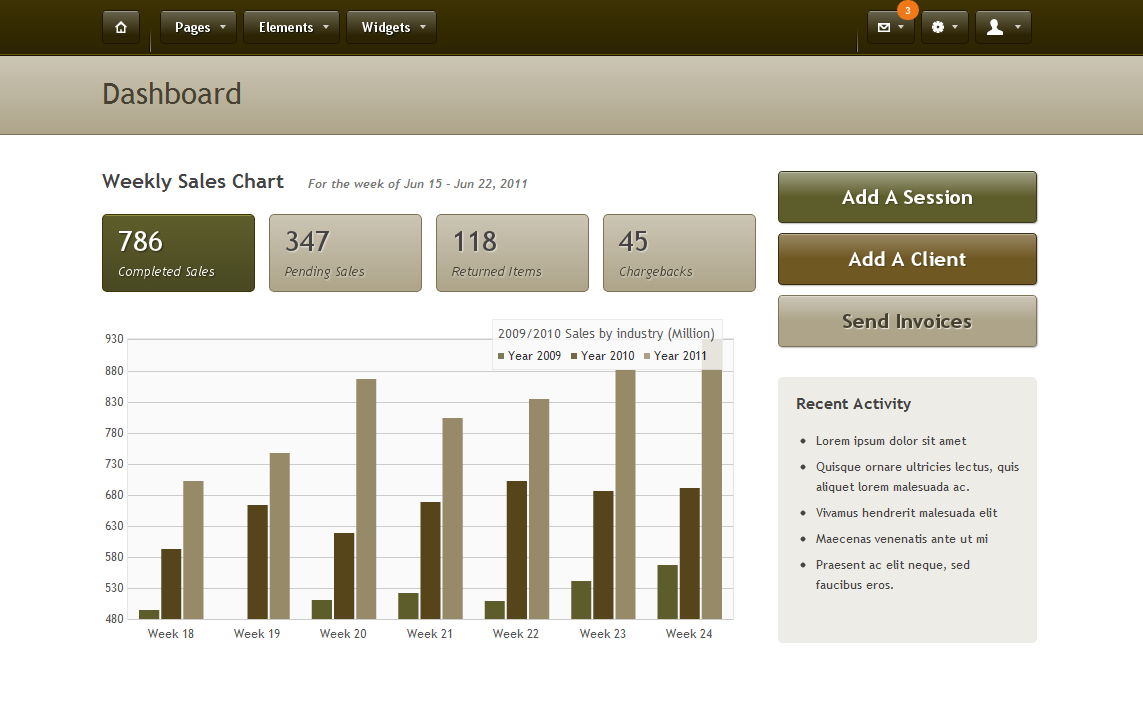 3
Pages Elements Widgets
Dashboard
Weekly Sales Chart For the week of Jun 15 - Jun 22, 2011
786 347 118 45
Completed Sales Pending Sales Returned Items Chargebacks
2009/2010 Sales by industry (Million)
Year 2009 Year 2010 Year 2011
930
880
830
780
730
680
630
580
530
480
Week 18 Week 19 Week 20 Week 21 Week 22 Week 23 Week 24
Add A Session
Add A Client
Send Invoices
Recent Activity
Lorem ipsum dolor sit amet
Quisque ornare ultricies lectus, quis
aliquet lorem malesuada ac.
Vivamus hendrerit malesuada elit
Maecenas venenatis ante ut mi
Praesent ac elit neque, sed
faucibus eros.